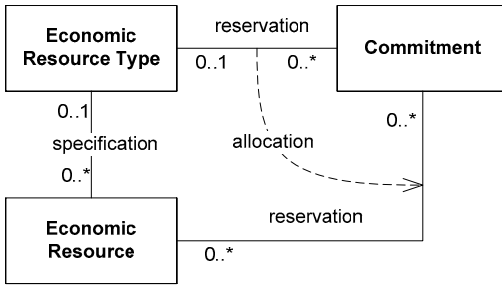 reservation
Economic
Resource Type
Commitment
0..1
0..*
0..1
0..*
specification
allocation
0..*
Economic
Resource
reservation
0..*